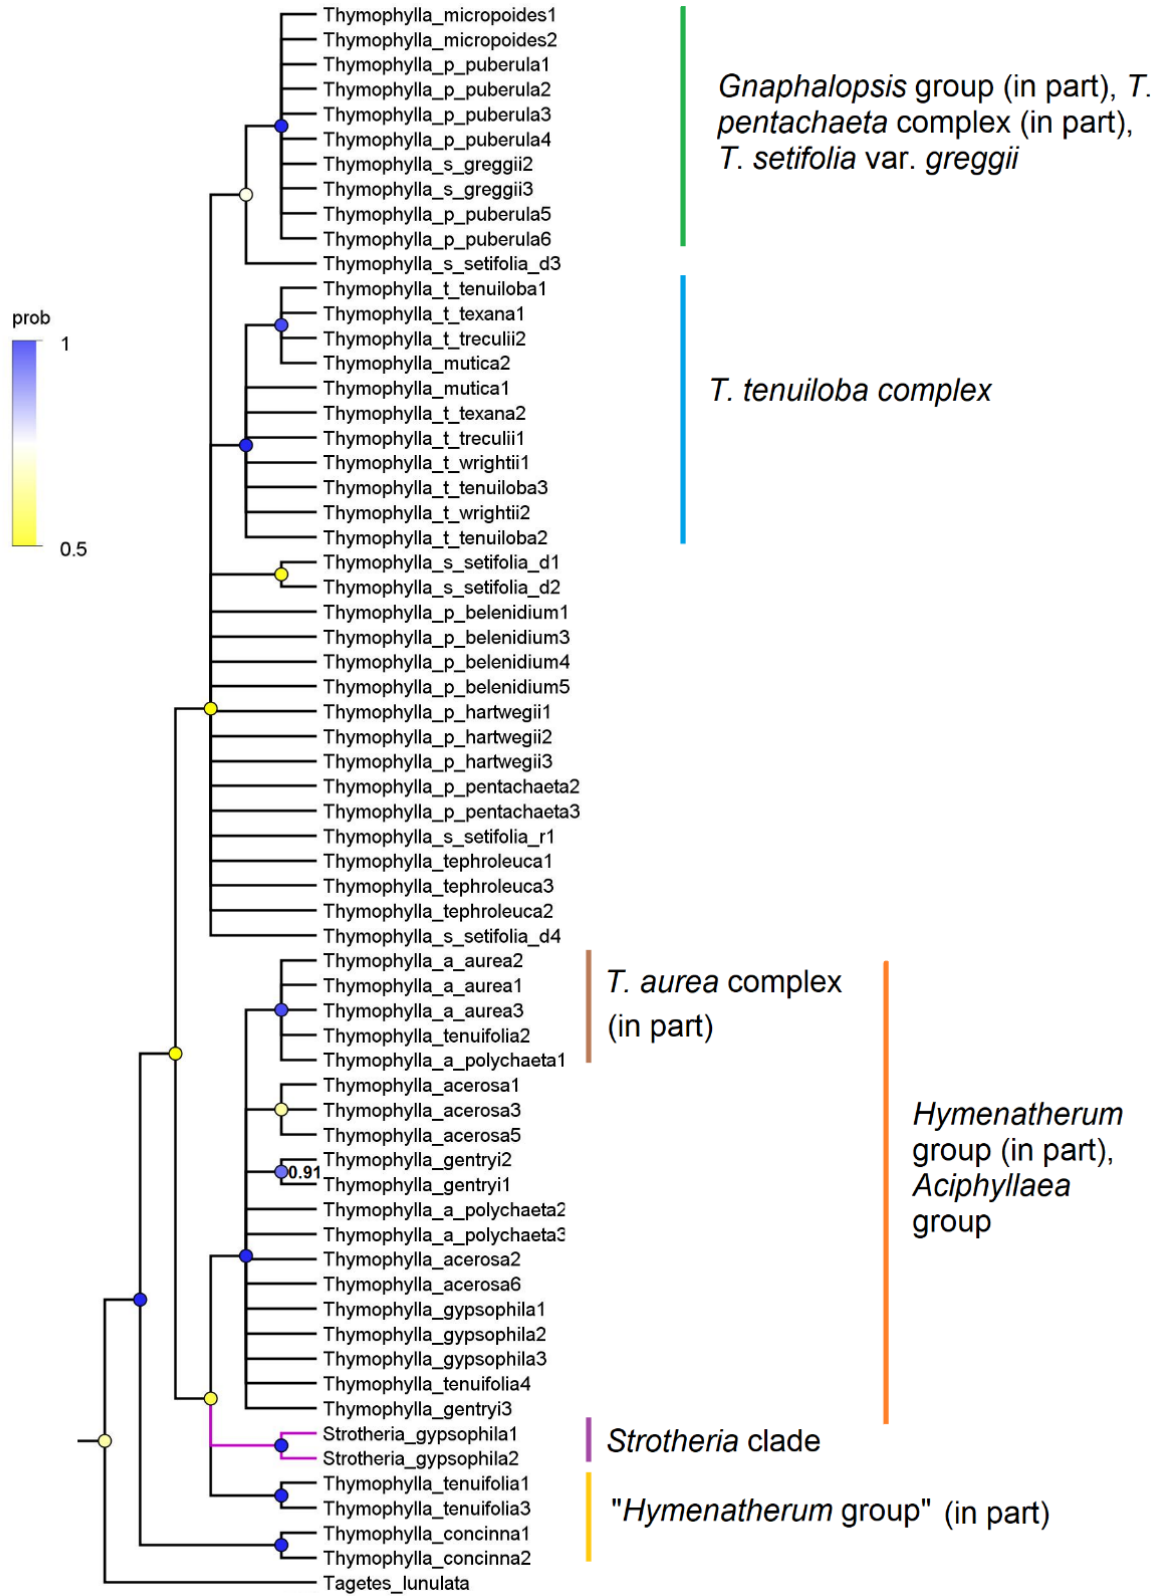 Thymophylla_micropoides1
Thymophylla_micropoides2
Thymophylla_p_puberula1
Thymophylla_p_puberula2
Thymophylla_p_puberula3
Thymophylla_p_puberula4
Thymophylla_s_greggii2
Thymophylla_s_greggii3
Thymophylla_p_puberula5
Thymophylla_p_puberula6
Gnaphalopsis group (in part), T.
pentachaeta complex (in part),
T. setifolia var. greggii
Thymophylla_s_setifolia_d3
Thymophylla_t_tenuiloba1
Thymophylla_t_texana1
Thymophylla_t_treculii2
Thymophylla_mutica2
Thymophylla_mutica1
Thymophylla_t_texana2
Thymophylla_t_treculii1
Thymophylla_t_wrightii1
Thymophylla_t_tenuiloba3
Thymophylla_t_wrightii2
Thymophylla_t_tenuiloba2
T. tenuiloba complex
prob
1
0.5
Thymophylla_s_setifolia_d1
Thymophylla_s_setifolia_d2
Thymophylla_p_belenidium1
Thymophylla_p_belenidium3
Thymophylla_p_belenidium4
Thymophylla_p_belenidium5
Thymophylla_p_hartwegii1
Thymophylla_p_hartwegii2
Thymophylla_p_hartwegii3
Thymophylla_p_pentachaeta2
Thymophylla_p_pentachaeta3
Thymophylla_s_setifolia_r1
Thymophylla_tephroleuca1
Thymophylla_tephroleuca3
Thymophylla_tephroleuca2
Thymophylla_s_setifolia_d4
Thymophylla_a_aurea2
Thymophylla_a_aurea1
Thymophylla_a_aurea3
Thymophylla_tenuifolia2
Thymophylla_a_polychaeta1
T. aurea complex
(in part)
Thymophylla_acerosa1
Thymophylla_acerosa3
Thymophylla_acerosa5
0.91
Thymophylla_gentryi2
Thymophylla_gentryi1
Thymophylla_a_polychaeta2
Thymophylla_a_polychaeta3
Thymophylla_acerosa2
Thymophylla_acerosa6
Thymophylla_gypsophila1
Thymophylla_gypsophila2
Thymophylla_gypsophila3
Thymophylla_tenuifolia4
Thymophylla_gentryi3
Hymenatherum
group (in part),
Aciphyllaea
group
Strotheria_gypsophila1
Strotheria_gypsophila2
Strotheria clade
Thymophylla_tenuifolia1
Thymophylla_tenuifolia3
Thymophylla_concinna1
Thymophylla_concinna2
"Hymenatherum group" (in part)
Tagetes_lunulata